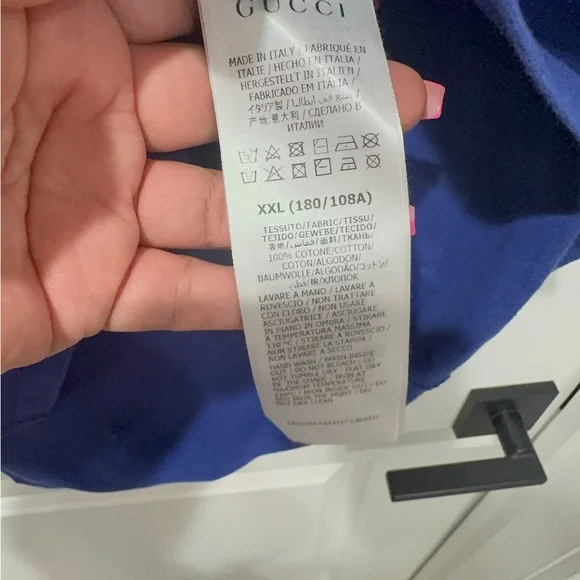 GUCCI
MADE IN ITALY / FABRIQUÉ EN
ITALIE / HECHO EN ITALIA /
HERGESTELLT IN ITALIEN /
FABRICADO EM ITÁLIA /
イタリア製 / صنع في ايطاليا /
产地:意大利 / СДЕЛАНО В
ИТАЛИИ
XXL (180/108A)
TESSUTO/FABRIC/TISSU/
TEJIDO/GEWEBE/TECIDO/
表地/قماش/面料/ТКАНЬ:
100% COTONE/COTTON/
COTON/ALGODON/
BAUMWOLLE/ALGODÃO/コットン/
قطن/棉/ХЛОПОК
LAVARE A MANO / LAVARE A
ROVESCIO / NON TRATTARE
CON CLORO / NON USARE
ASCIUGATRICE / ASCIUGARE
IN PIANO IN OMBRA / STIRARE
A TEMPERATURA MASSIMA
110 °C / STIRARE A ROVESCIO /
NON STIRARE LA STAMPA /
NON LAVARE A SECCO
HAND WASH / WASH INSIDE
OUT / DO NOT BLEACH / DO
NOT TUMBLE DRY / FLAT DRY
IN THE SHADE / IRON AT
MAXIMUM TEMPERATURE
110°C / IRON INSIDE OUT / DO
NOT IRON THE PRINT / DO
NOT DRY CLEAN